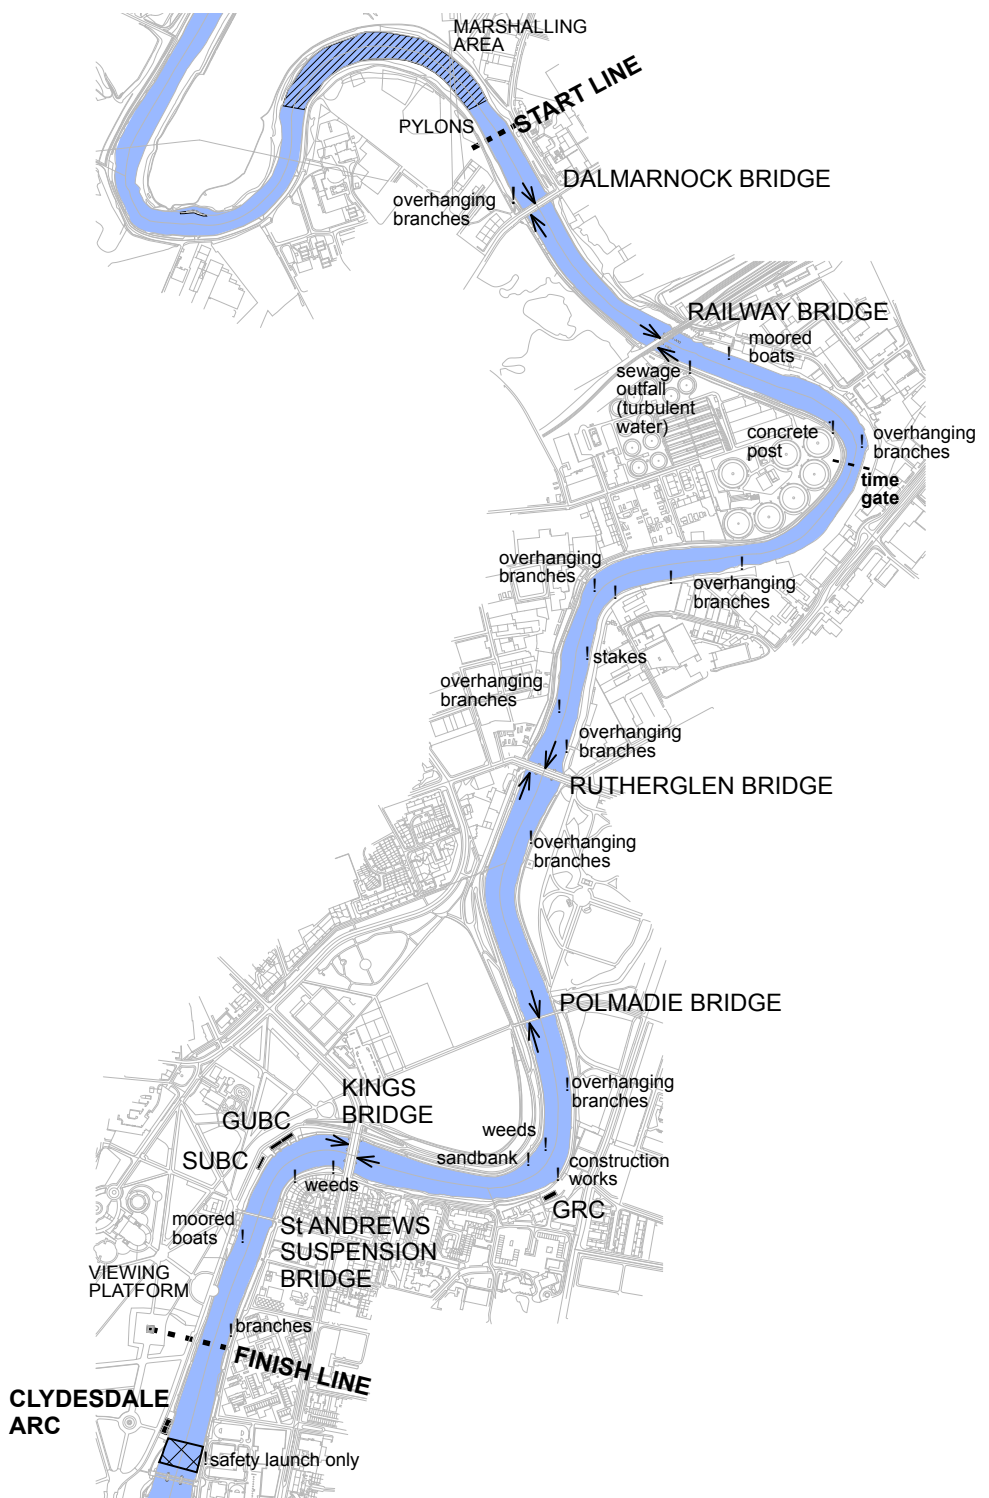 MARSHALLING
AREA
START LINE
PYLONS
DALMARNOCK BRIDGE
!
overhanging
branches
RAILWAY BRIDGE
!
moored
boats
!
sewage
outfall
(turbulent
water)
concrete
post
!
!
overhanging
branches
time
gate
overhanging
branches
!
!
!
!
overhanging
branches
!
stakes
overhanging
branches
!
!
overhanging
branches
RUTHERGLEN BRIDGE
!
overhanging
branches
POLMADIE BRIDGE
!
overhanging
branches
KINGS
BRIDGE
GUBC
SUBC
weeds
!
sandbank
!
!
construction
works
GRC
!
!
weeds
moored
boats
!
St ANDREWS
SUSPENSION
BRIDGE
VIEWING
PLATFORM
!
branches
FINISH LINE
CLYDESDALE
ARC
!
safety launch only